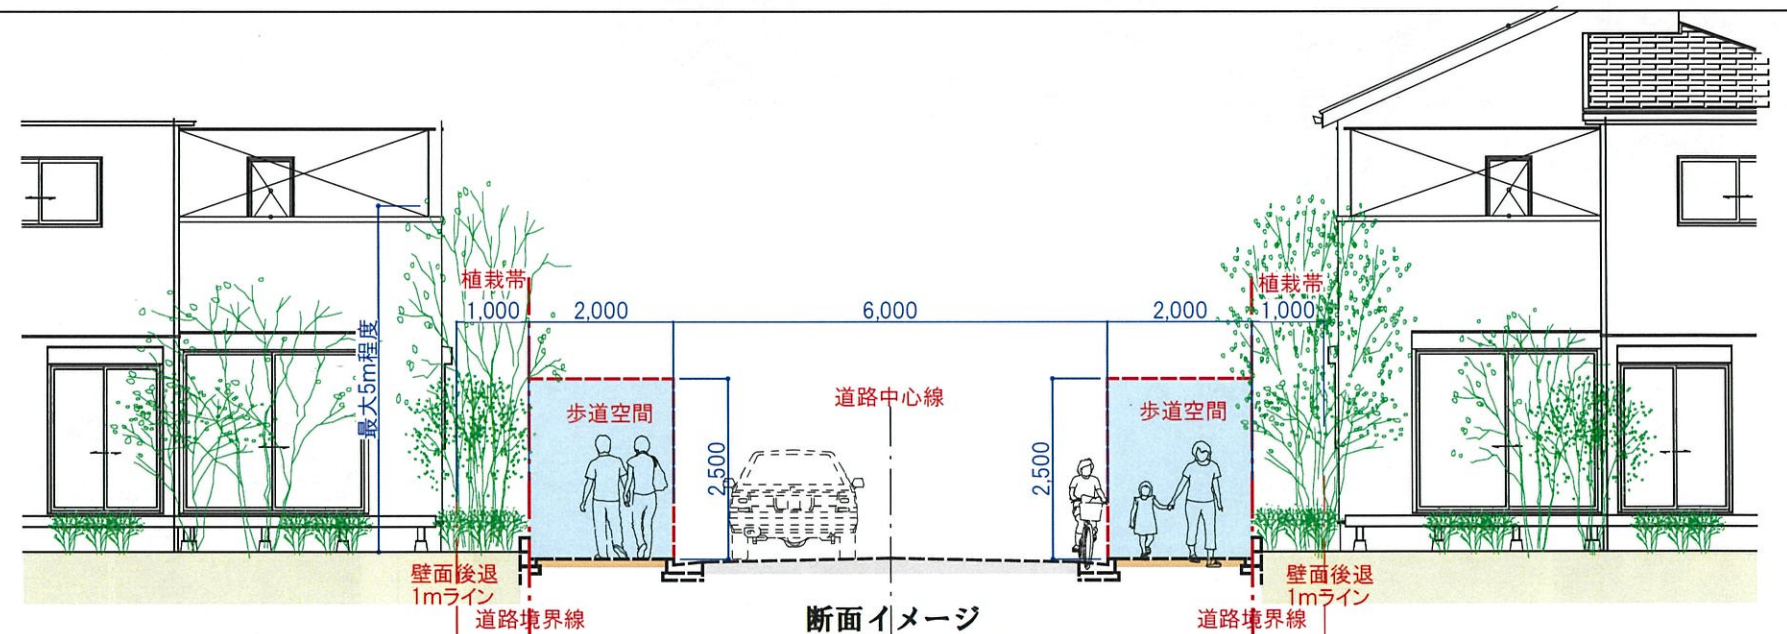 植栽帯
植栽帯
1,000
2,000
6,000
2,000
1,000
最大5m程度
道路中心線
歩道空間
歩道空間
2,500
2,500
壁面後退
1mライン
壁面後退
1mライン
道路境界線
断面イメージ
道路境界線